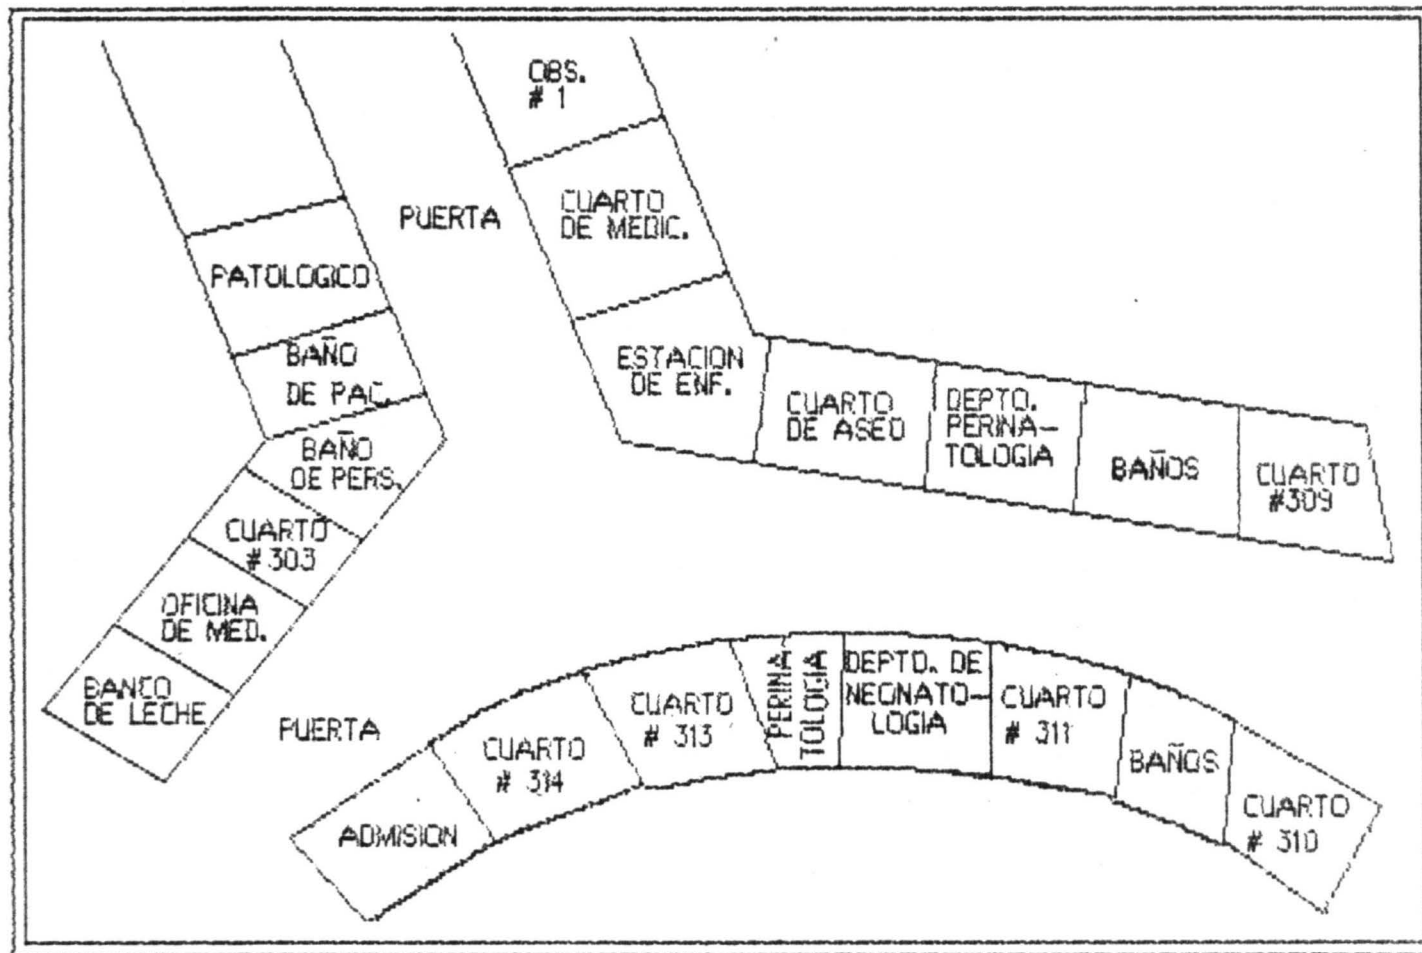 OBS.
# 1
CUARTO
DE MEDIC.
PUERTA
PATOLOGICO
BAÑO
DE PAC.
ESTACION
DE ENF.
CUARTO
DE ASEO
DEPTO.
PERINA-
TOLOGIA
BAÑOS
CUARTO
#309
BAÑO
DE PERS.
CUARTO
# 303
OFICINA
DE MED.
BANCO
DE LECHE
PUERTA
ADMISION
CUARTO
# 314
CUARTO
# 313
PERINA
TOLOGIA
DEPTO. DE
NEONATO-
LOGIA
CUARTO
# 311
BAÑOS
CUARTO
# 310